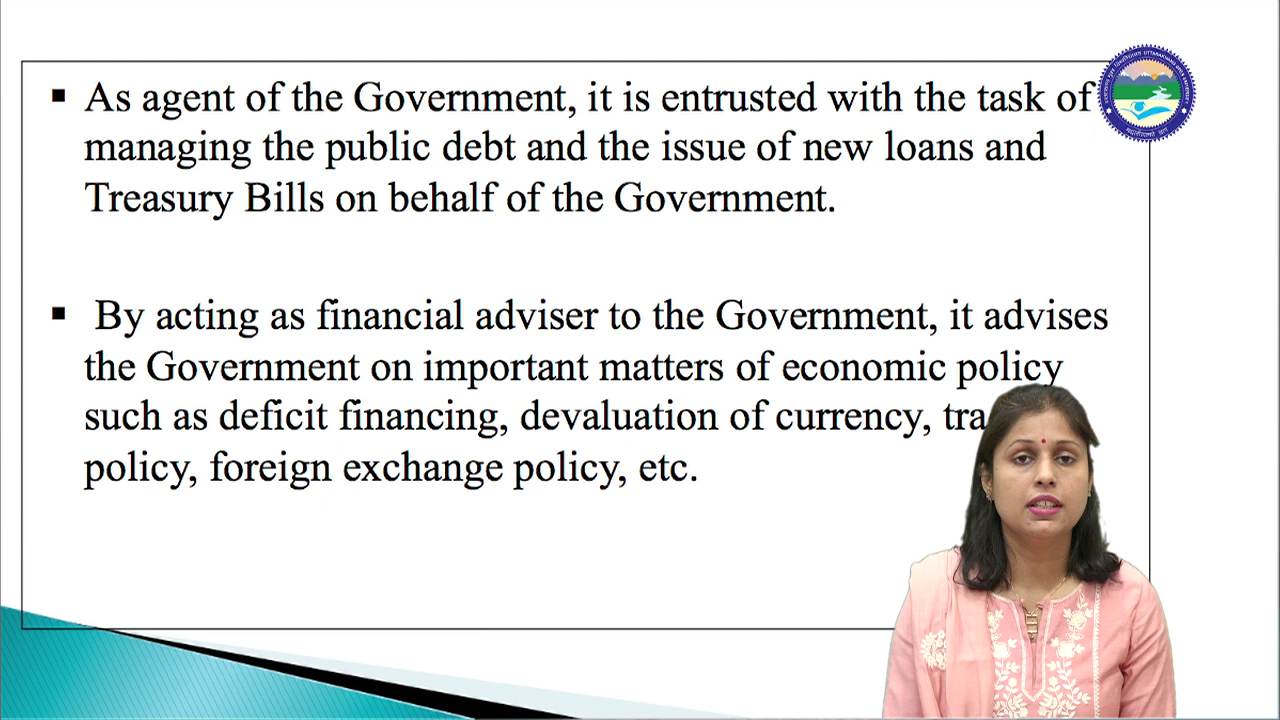 ▪ As agent of the Government, it is entrusted with the task of
managing the public debt and the issue of new loans and
Treasury Bills on behalf of the Government.
▪ By acting as financial adviser to the Government, it advises
the Government on important matters of economic policy
such as deficit financing, devaluation of currency,
policy, foreign exchange policy, etc.